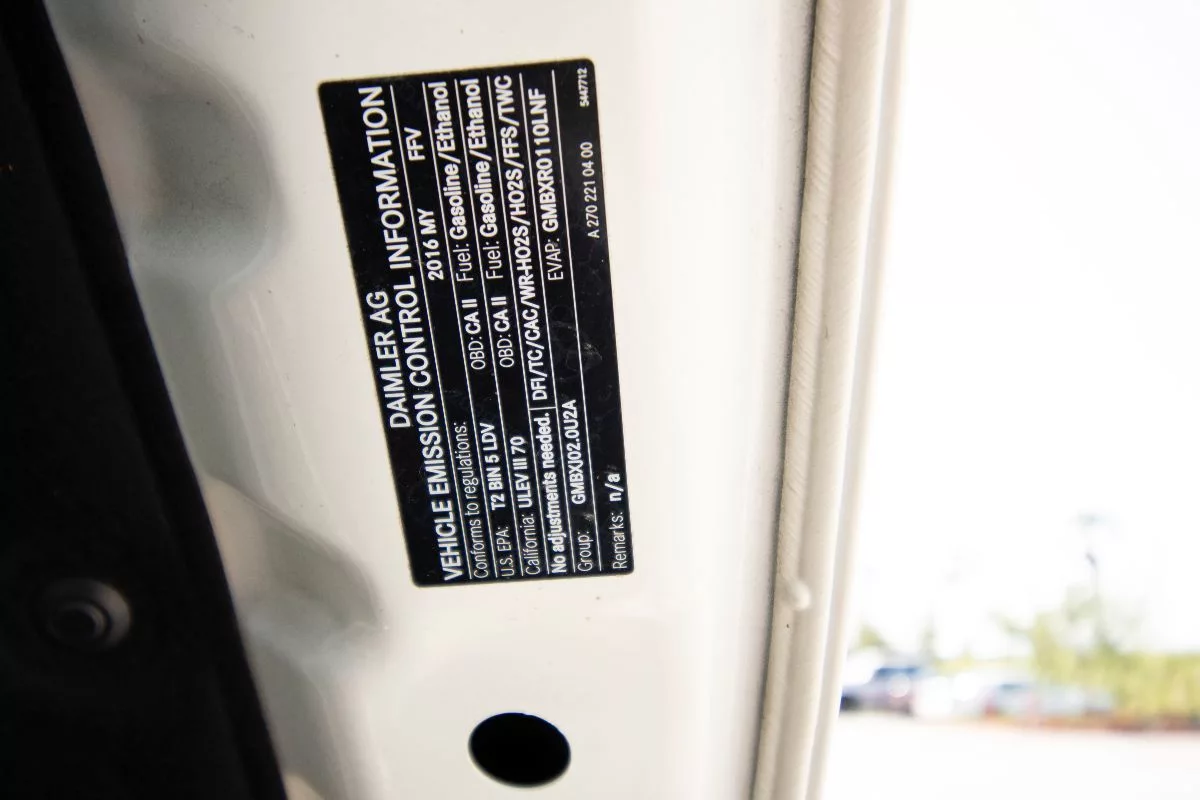 DAIMLER AG
VEHICLE EMISSION CONTROL INFORMATION
Conforms to regulations: 2016 MY FFV
U.S. EPA: T2 BIN 5 LDV OBD: CA II Fuel: Gasoline/Ethanol
California: ULEV III 70 OBD: CA II Fuel: Gasoline/Ethanol
No adjustments needed. DFI/TC/CAC/WR-HO2S/HO2S/FFS/TWC
Group: GMBXJ02.0U2A EVAP: GMBXR0110LNF
Remarks: n/a A 270 221 04 00 5447712